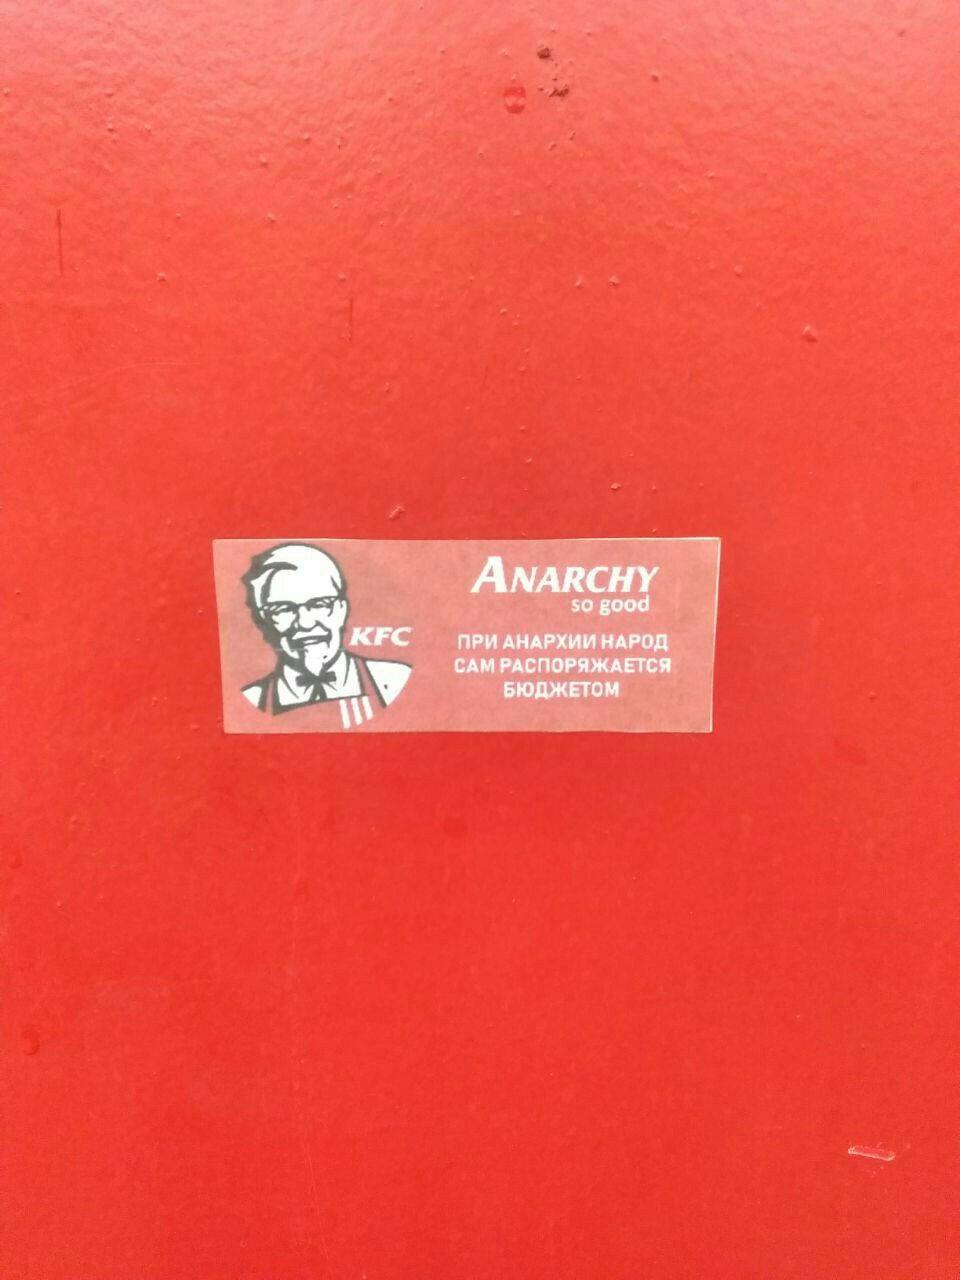 KFC
ANARCHY
so good
ПРИ АНАРХИИ НАРОД
САМ РАСПОРЯЖАЕТСЯ
БЮДЖЕТОМ